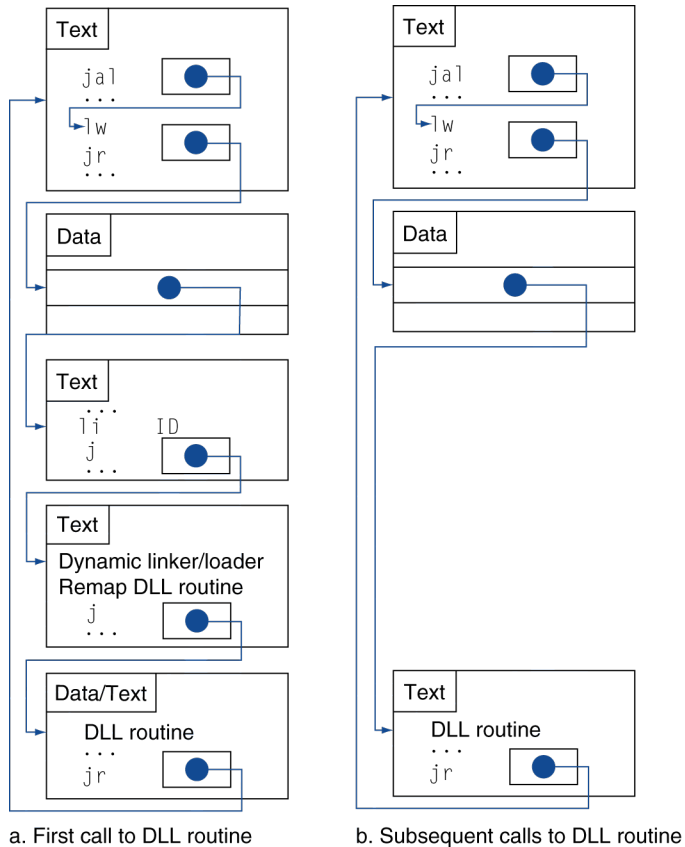 Text
jal
...
lw
jr
...
Data
Text
...
li ID
j
...
Text
Dynamic linker/loader
Remap DLL routine
j
...
Data/Text
DLL routine
...
jr
a. First call to DLL routine
Text
jal
...
lw
jr
...
Data
Text
DLL routine
...
jr
b. Subsequent calls to DLL routine